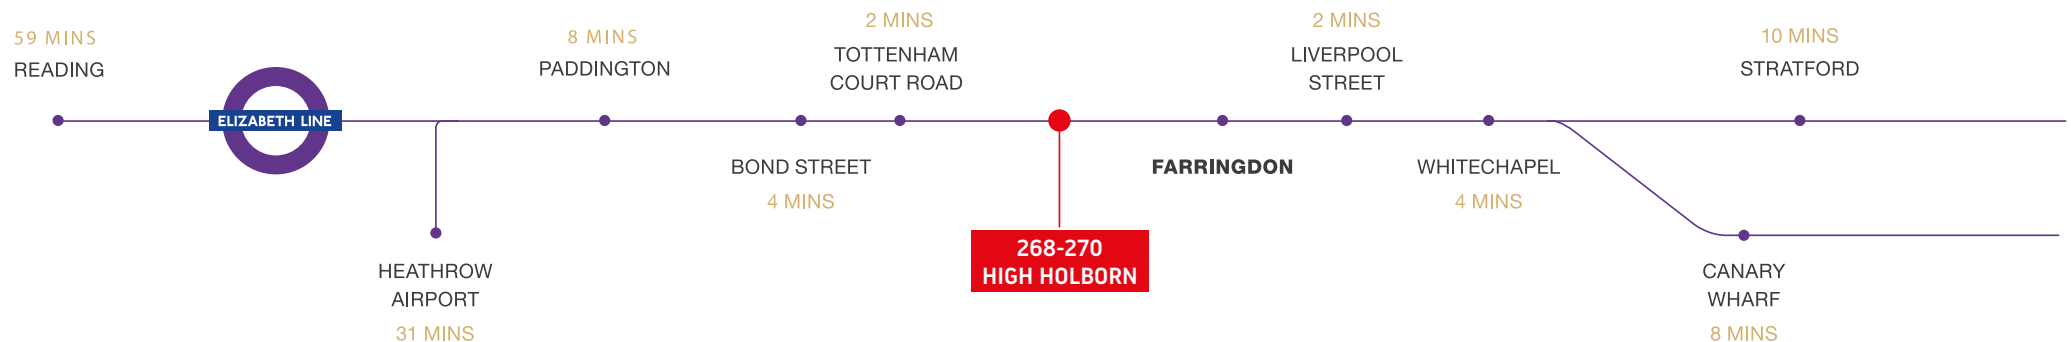 59 MINS
READING
ELIZABETH LINE
HEATHROW
AIRPORT
31 MINS
8 MINS
PADDINGTON
BOND STREET
4 MINS
2 MINS
TOTTENHAM
COURT ROAD
268-270
HIGH HOLBORN
FARRINGDON
2 MINS
LIVERPOOL
STREET
WHITECHAPEL
4 MINS
10 MINS
STRATFORD
CANARY
WHARF
8 MINS